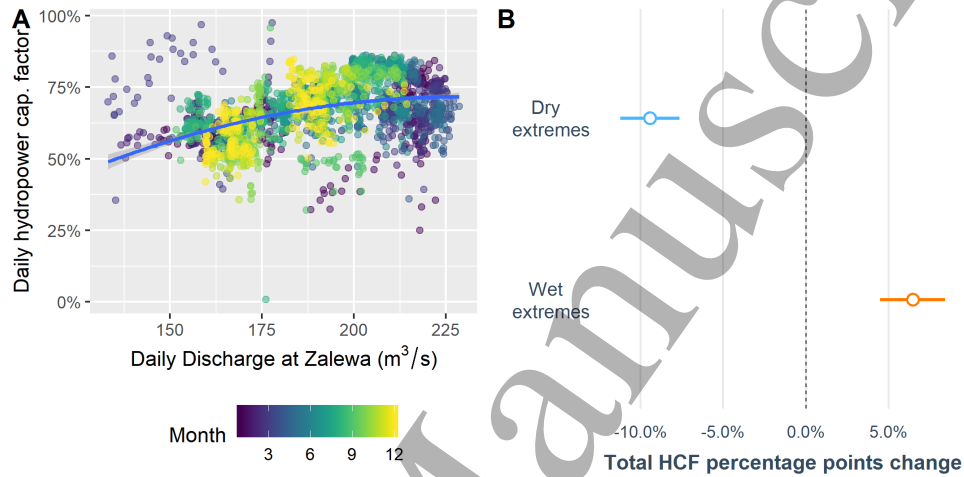 A
Daily hydropower cap. factor
100%
75%
50%
25%
0%
150
175
200
225
Daily Discharge at Zalewa (m³/s)
Month
3
6
9
12
B
Dry
extremes
Wet
extremes
-10.0%
-5.0%
0.0%
5.0%
Total HCF percentage points change
Manusc